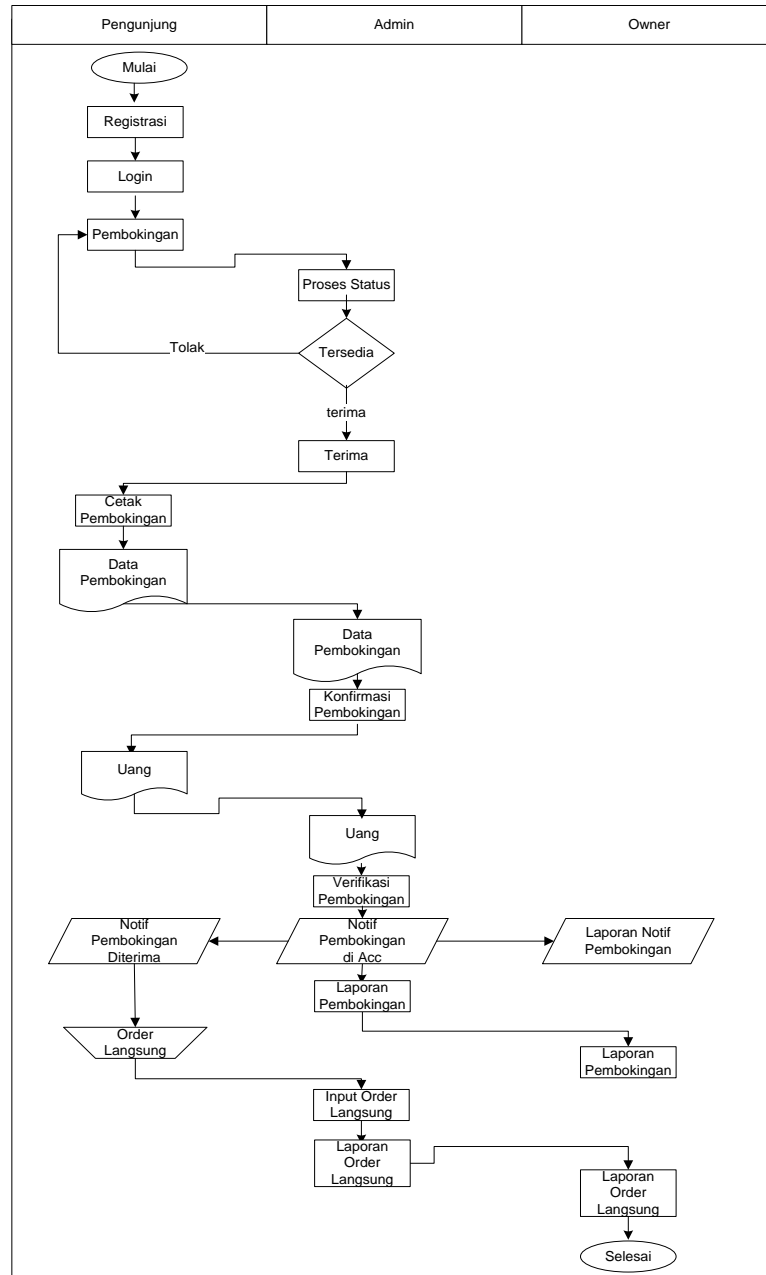 Pengunjung
Admin
Owner
Mulai
Registrasi
Login
Pembokingan
Proses Status
Tolak
Tersedia
terima
Terima
Cetak
Pembokingan
Data
Pembokingan
Data
Pembokingan
Konfirmasi
Pembokingan
Uang
Uang
Verifikasi
Pembokingan
Notif
Pembokingan
Diterima
Notif
Pembokingan
di Acc
Laporan Notif
Pembokingan
Laporan
Pembokingan
Order
Langsung
Laporan
Pembokingan
Input Order
Langsung
Laporan
Order
Langsung
Laporan
Order
Langsung
Selesai